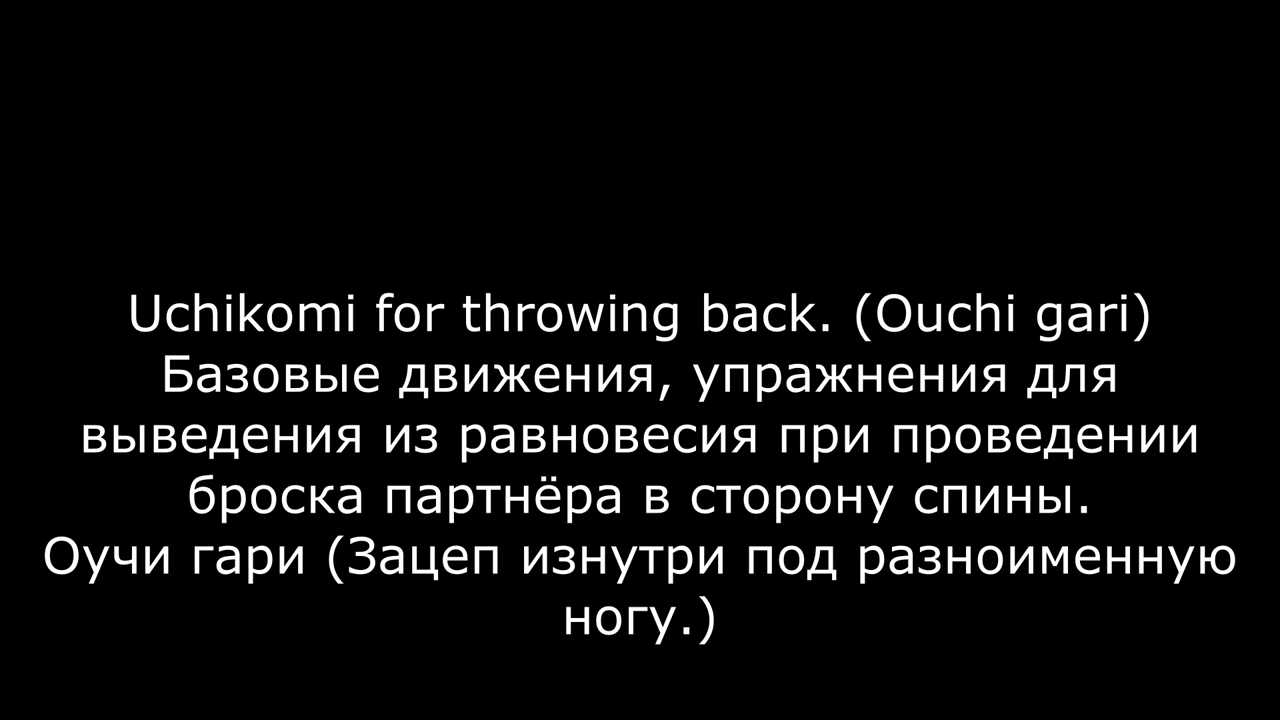 Uchikomi for throwing back. (Ouchi gari)
Базовые движения, упражнения для
выведения из равновесия при проведении
броска партнёра в сторону спины.
Оучи гари (Зацеп изнутри под разноименную
ногу.)